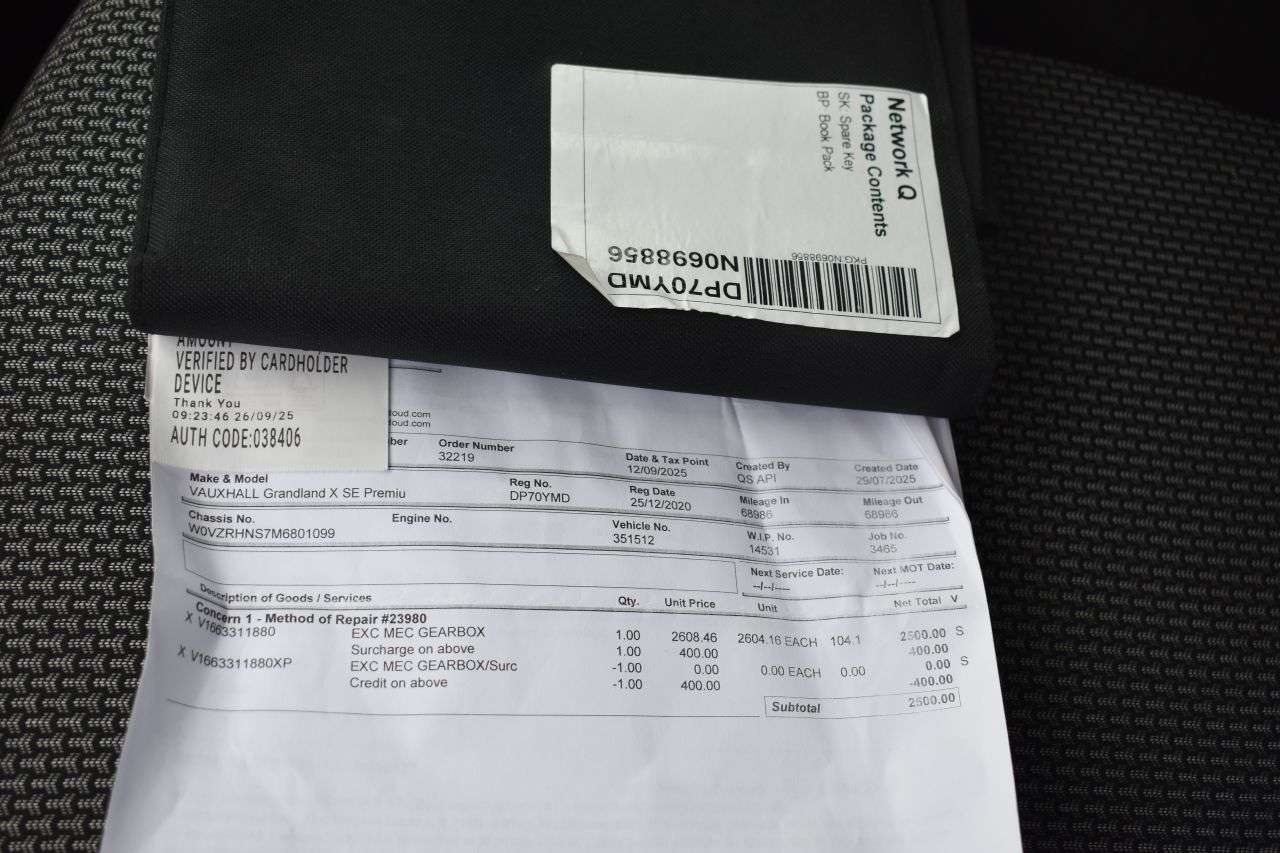 Network Q
Package Contents
SK Spare Key
BP Book Pack
PKG:N0698856
DP70YMD
N0698856
AMOUNT
VERIFIED BY CARDHOLDER
DEVICE
Thank You
09:23:46 26/09/25
AUTH CODE:038406
loud.com
loud.com
ber Order Number Date & Tax Point Created By Created Date
32219 12/09/2025 QS API 29/07/2025
Make & Model Reg No. Reg Date Mileage In Mileage Out
VAUXHALL Grandland X SE Premiu DP70YMD 25/12/2020 68986 68986
Chassis No. Engine No. Vehicle No. W.I.P. No. Job No.
W0VZRHNS7M6801099 351512 14531 3465
Next Service Date: Next MOT Date:
--/--/---- --/--/----
Description of Goods / Services Qty. Unit Price Unit Net Total V
Concern 1 - Method of Repair #23980
X V1663311880 EXC MEC GEARBOX 1.00 2608.46 2604.16 EACH 104.1 2500.00 S
Surcharge on above 1.00 400.00 400.00
X V1663311880XP EXC MEC GEARBOX/Surc -1.00 0.00 0.00 EACH 0.00 0.00 S
Credit on above -1.00 400.00 -400.00
Subtotal 2500.00